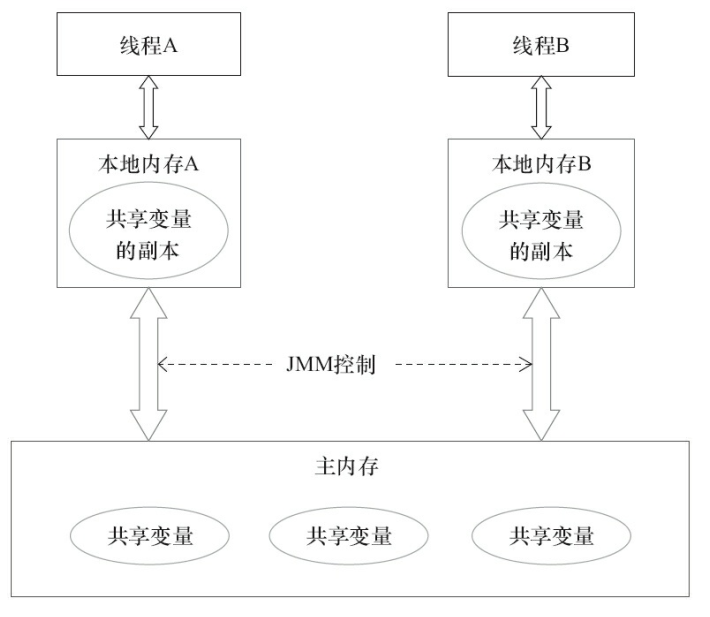 线程A
线程B
本地内存A
共享变量
的副本
本地内存B
共享变量
的副本
JMM控制
主内存
共享变量
共享变量
共享变量